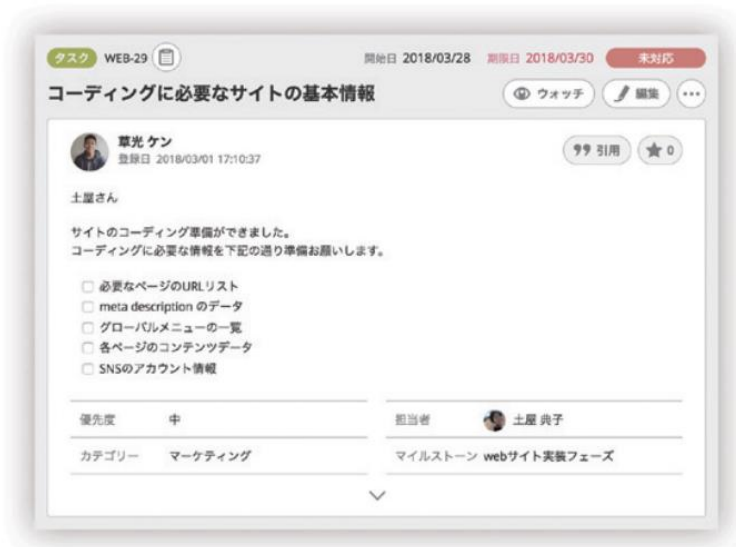 タスク WEB-29 開始日 2018/03/28 期限日 2018/03/30 未対応
コーディングに必要なサイトの基本情報 ウォッチ 編集 ...
草光 ケン
登録日 2018/03/01 17:10:37 引用 0
土屋さん
サイトのコーディング準備ができました。
コーディングに必要な情報を下記の通り準備お願いします。
必要なページのURLリスト
meta description のデータ
グローバルメニューの一覧
各ページのコンテンツデータ
SNSのアカウント情報
優先度 中 担当者 土屋 典子
カテゴリー マーケティング マイルストーン webサイト実装フェーズ